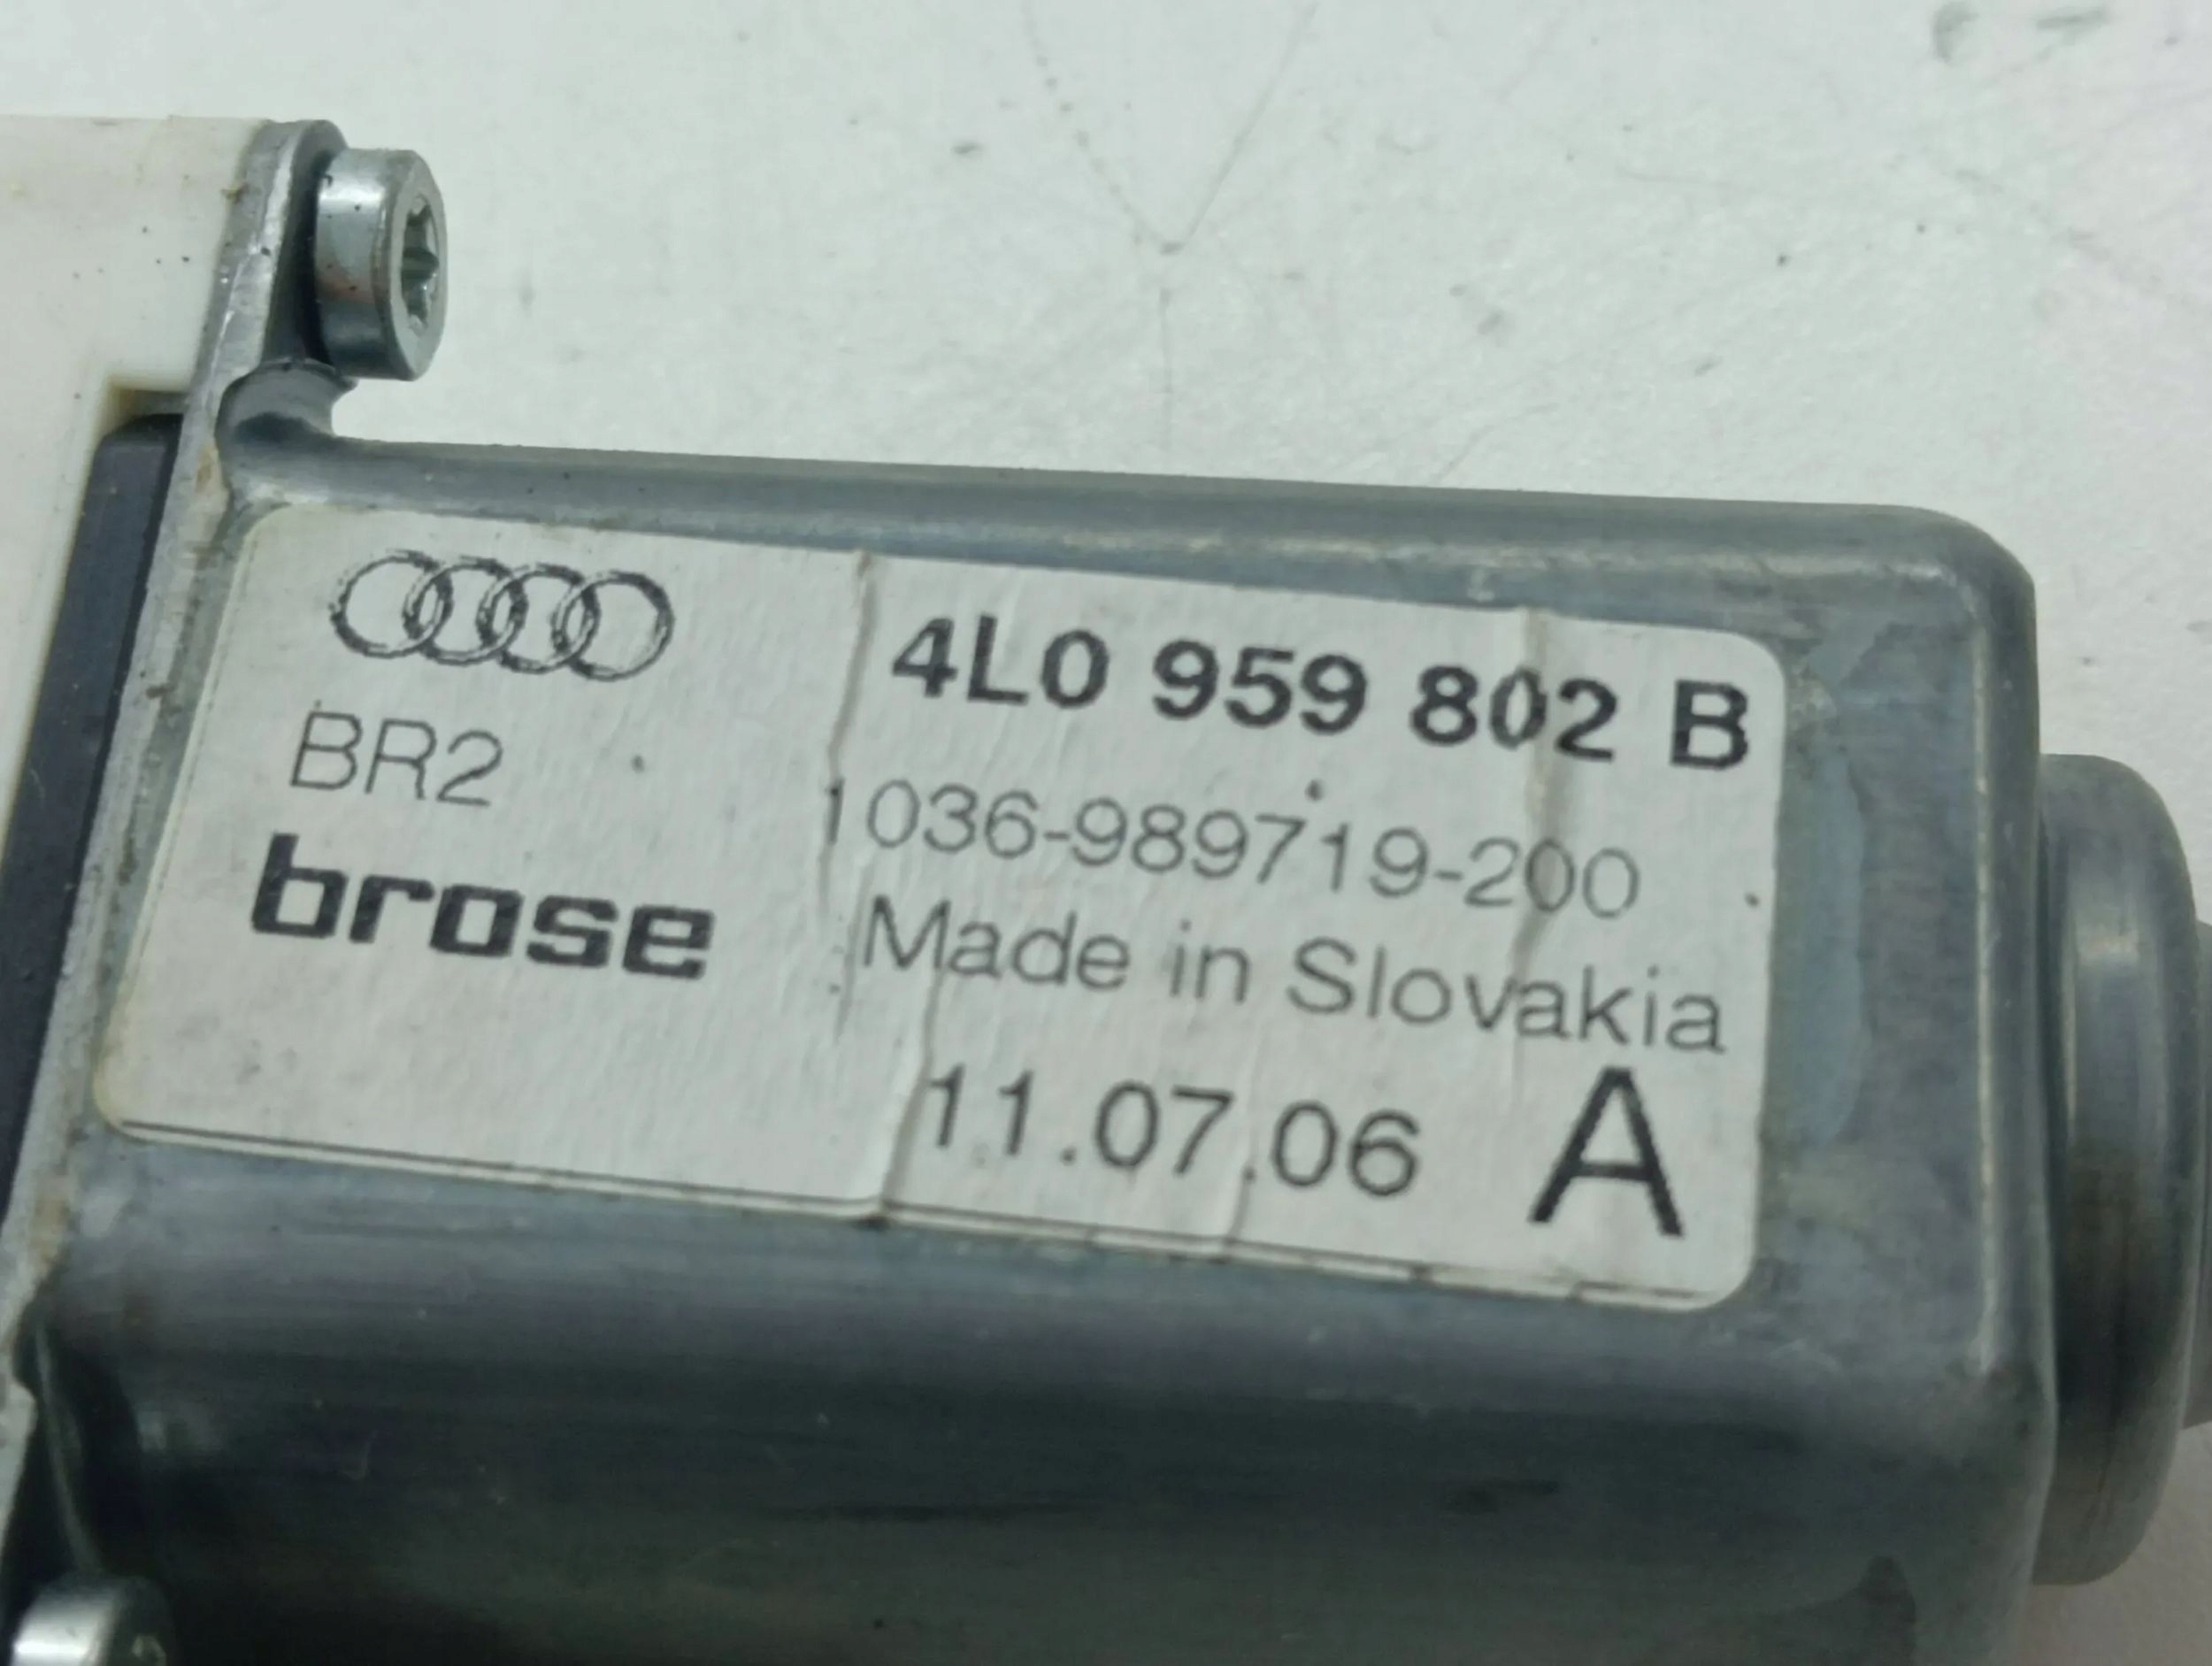 4L0 959 802 B
BR2
1036-989719-200
brose
Made in Slovakia
11.07.06 A